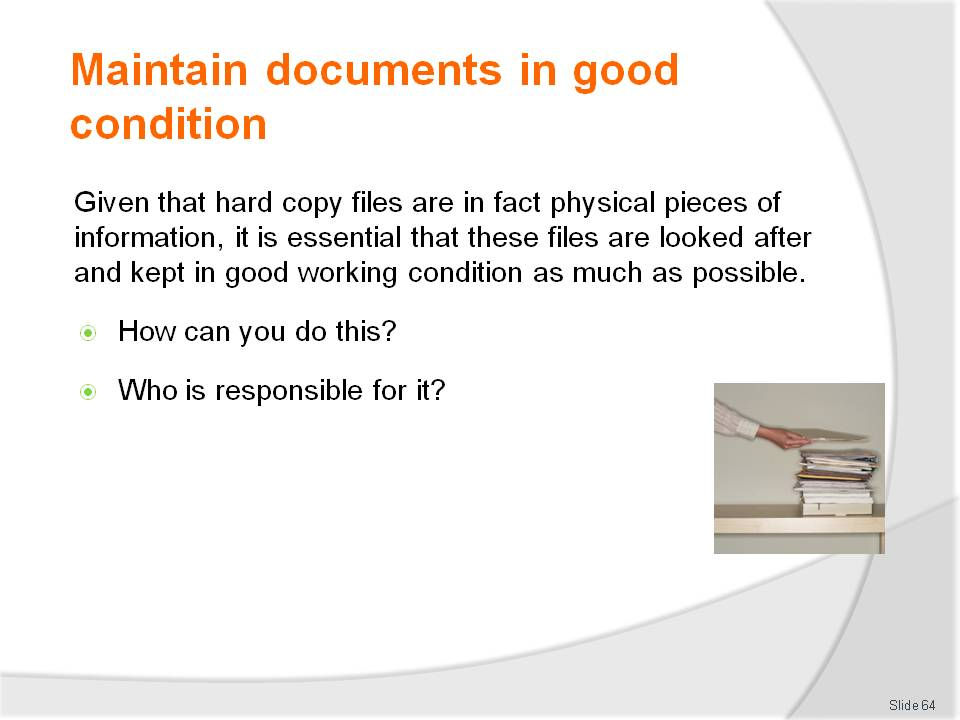 Maintain documents in good
condition
Given that hard copy files are in fact physical pieces of
information, it is essential that these files are looked after
and kept in good working condition as much as possible.
How can you do this?
Who is responsible for it?
Slide 64